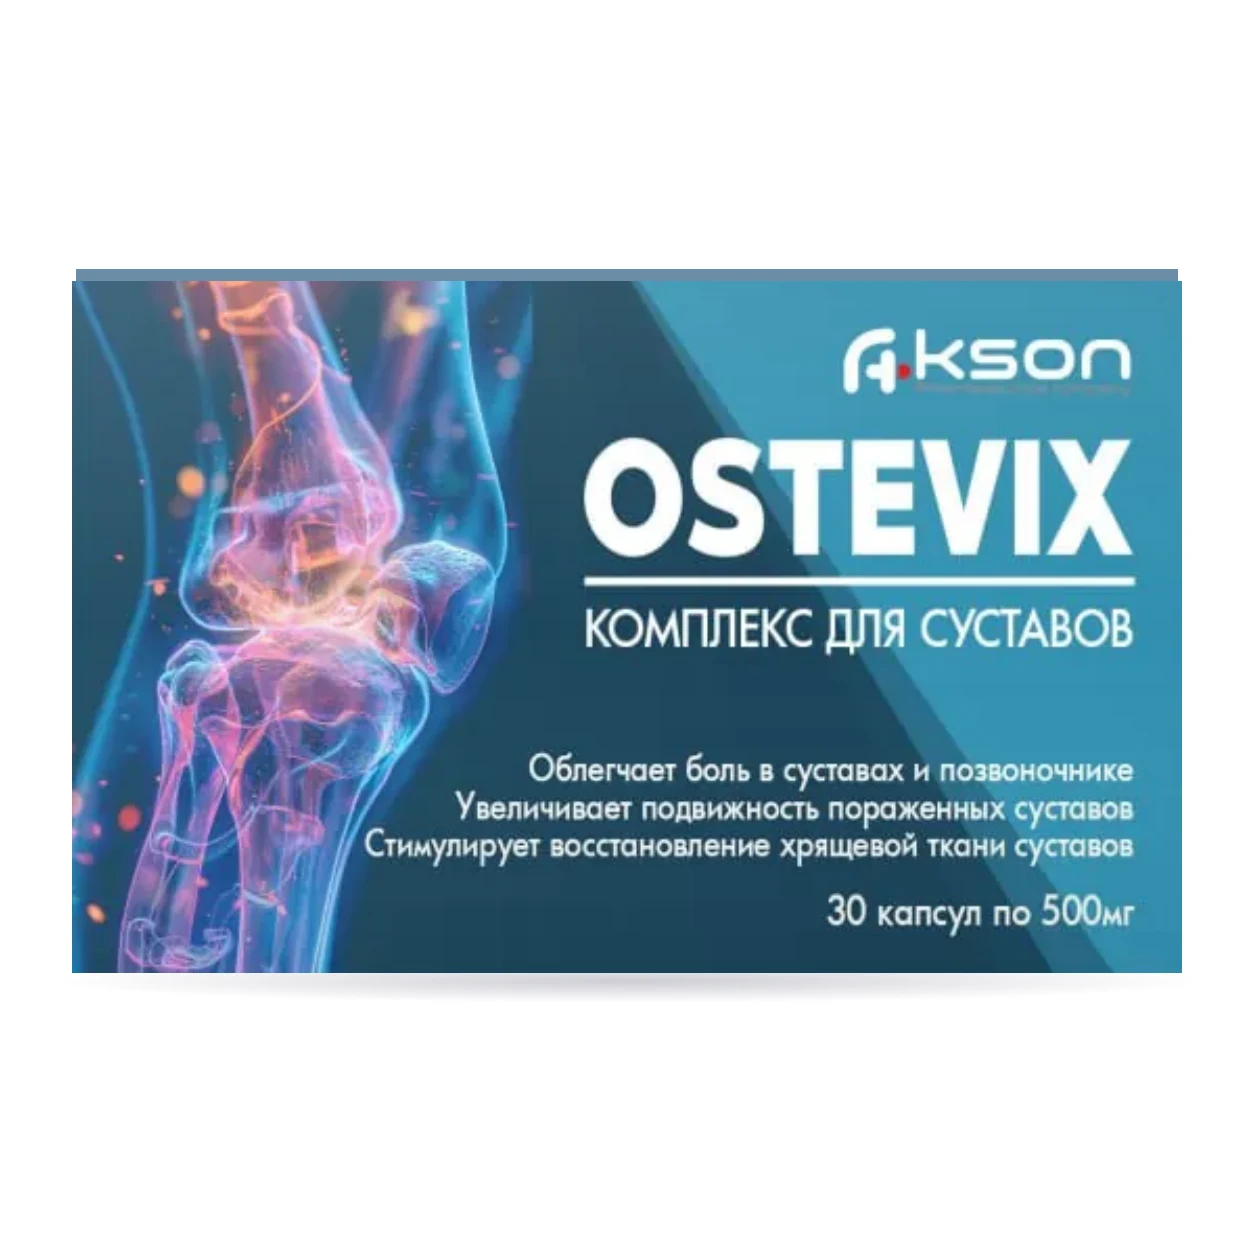 Akson
OSTEVIX
КОМПЛЕКС ДЛЯ СУСТАВОВ
Облегчает боль в суставах и позвоночнике
Увеличивает подвижность пораженных суставов
Стимулирует восстановление хрящевой ткани суставов
30 капсул по 500мг